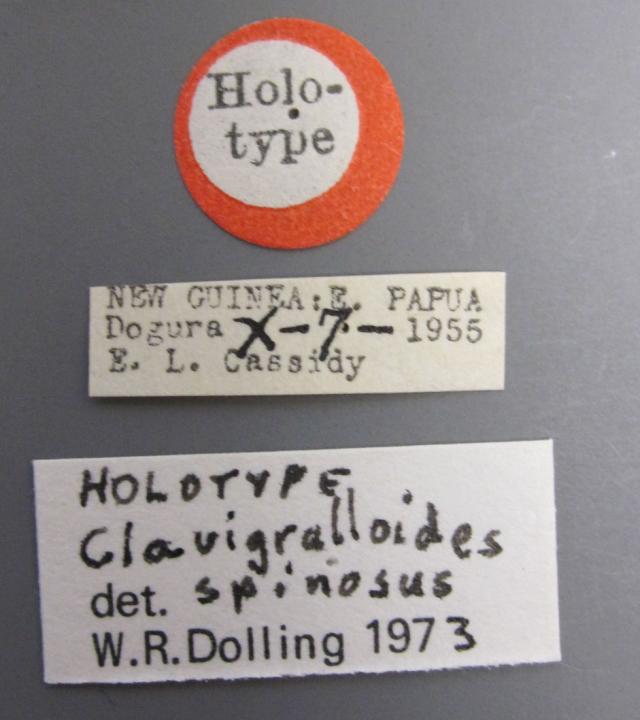 Holo-
type
NEW GUINEA:E. PAPUA
Dogura X-7-1955
E. L. Cassidy
HOLOTYPE
Clavigralloides
det. spinosus
W.R.Dolling 1973